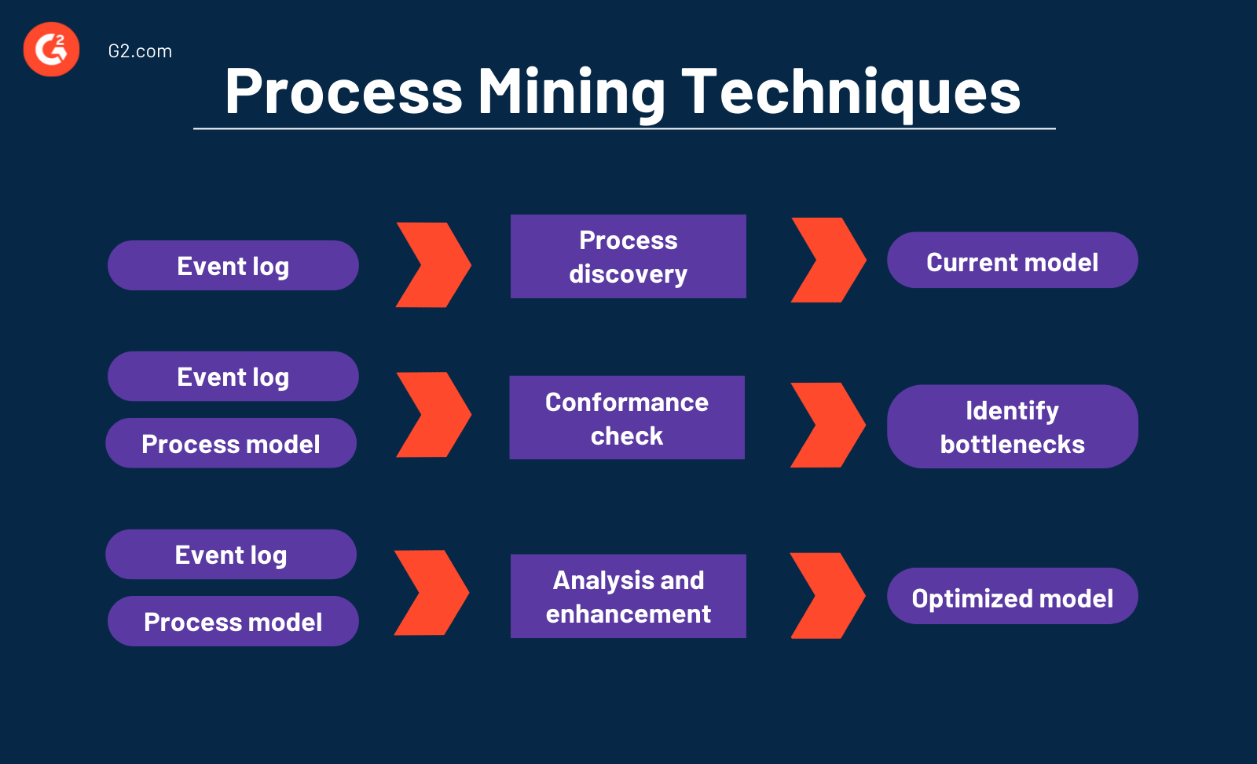 G2
G2.com
Process Mining Techniques
Event log
Process
discovery
Current model
Event log
Process model
Conformance
check
Identify
bottlenecks
Event log
Process model
Analysis and
enhancement
Optimized model